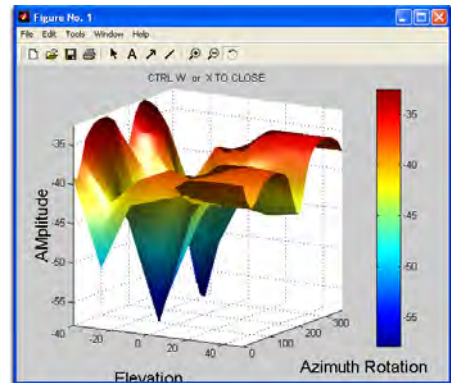 Figure No. 1
File Edit Tools Window Help
A
CTRL W or X TO CLOSE
AMplitude
-35
-40
-45
-50
-55
-40
-20
0
20
40
Elevation
0
100
200
300
Azimuth Rotation
-35
-40
-45
-50
-55